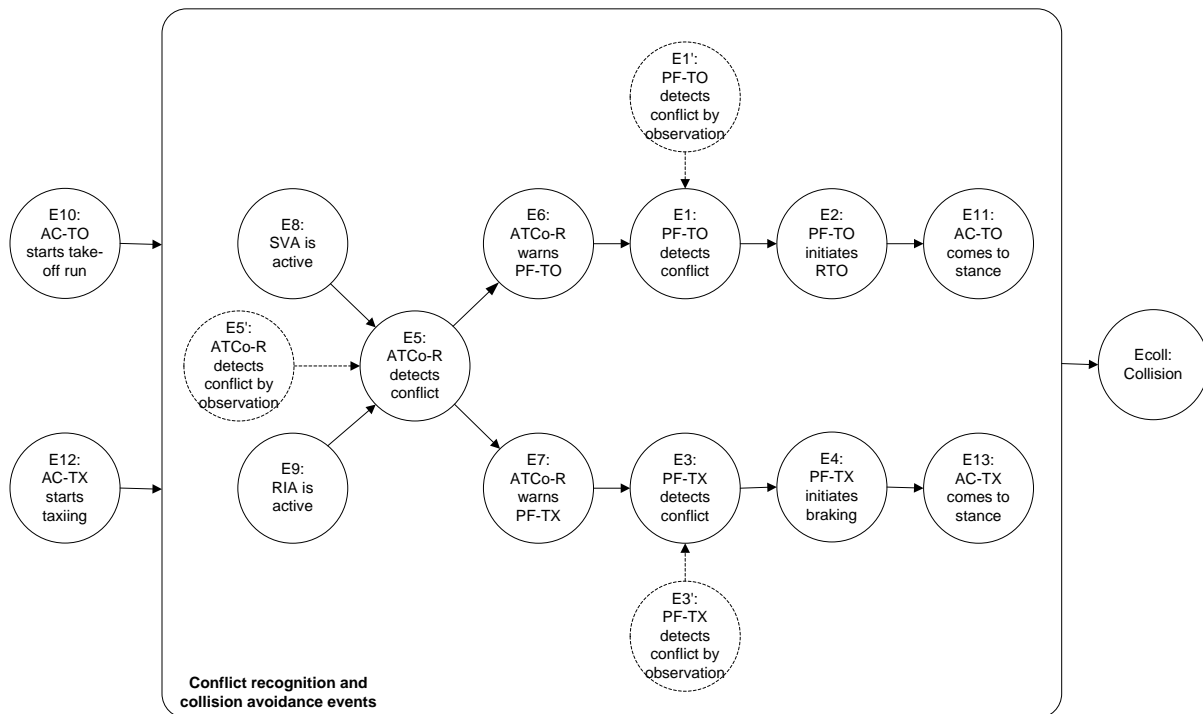 E1':
PF-TO
detects
conflict by
observation
E10:
AC-TO
starts take-
off run
E8:
SVA is
active
E6:
ATCo-R
warns
PF-TO
E1:
PF-TO
detects
conflict
E2:
PF-TO
initiates
RTO
E11:
AC-TO
comes to
stance
E5':
ATCo-R
detects
conflict by
observation
E5:
ATCo-R
detects
conflict
Ecoll:
Collision
E12:
AC-TX
starts
taxiing
E9:
RIA is
active
E7:
ATCo-R
warns
PF-TX
E3:
PF-TX
detects
conflict
E4:
PF-TX
initiates
braking
E13:
AC-TX
comes to
stance
E3':
PF-TX
detects
conflict by
observation
Conflict recognition and
collision avoidance events